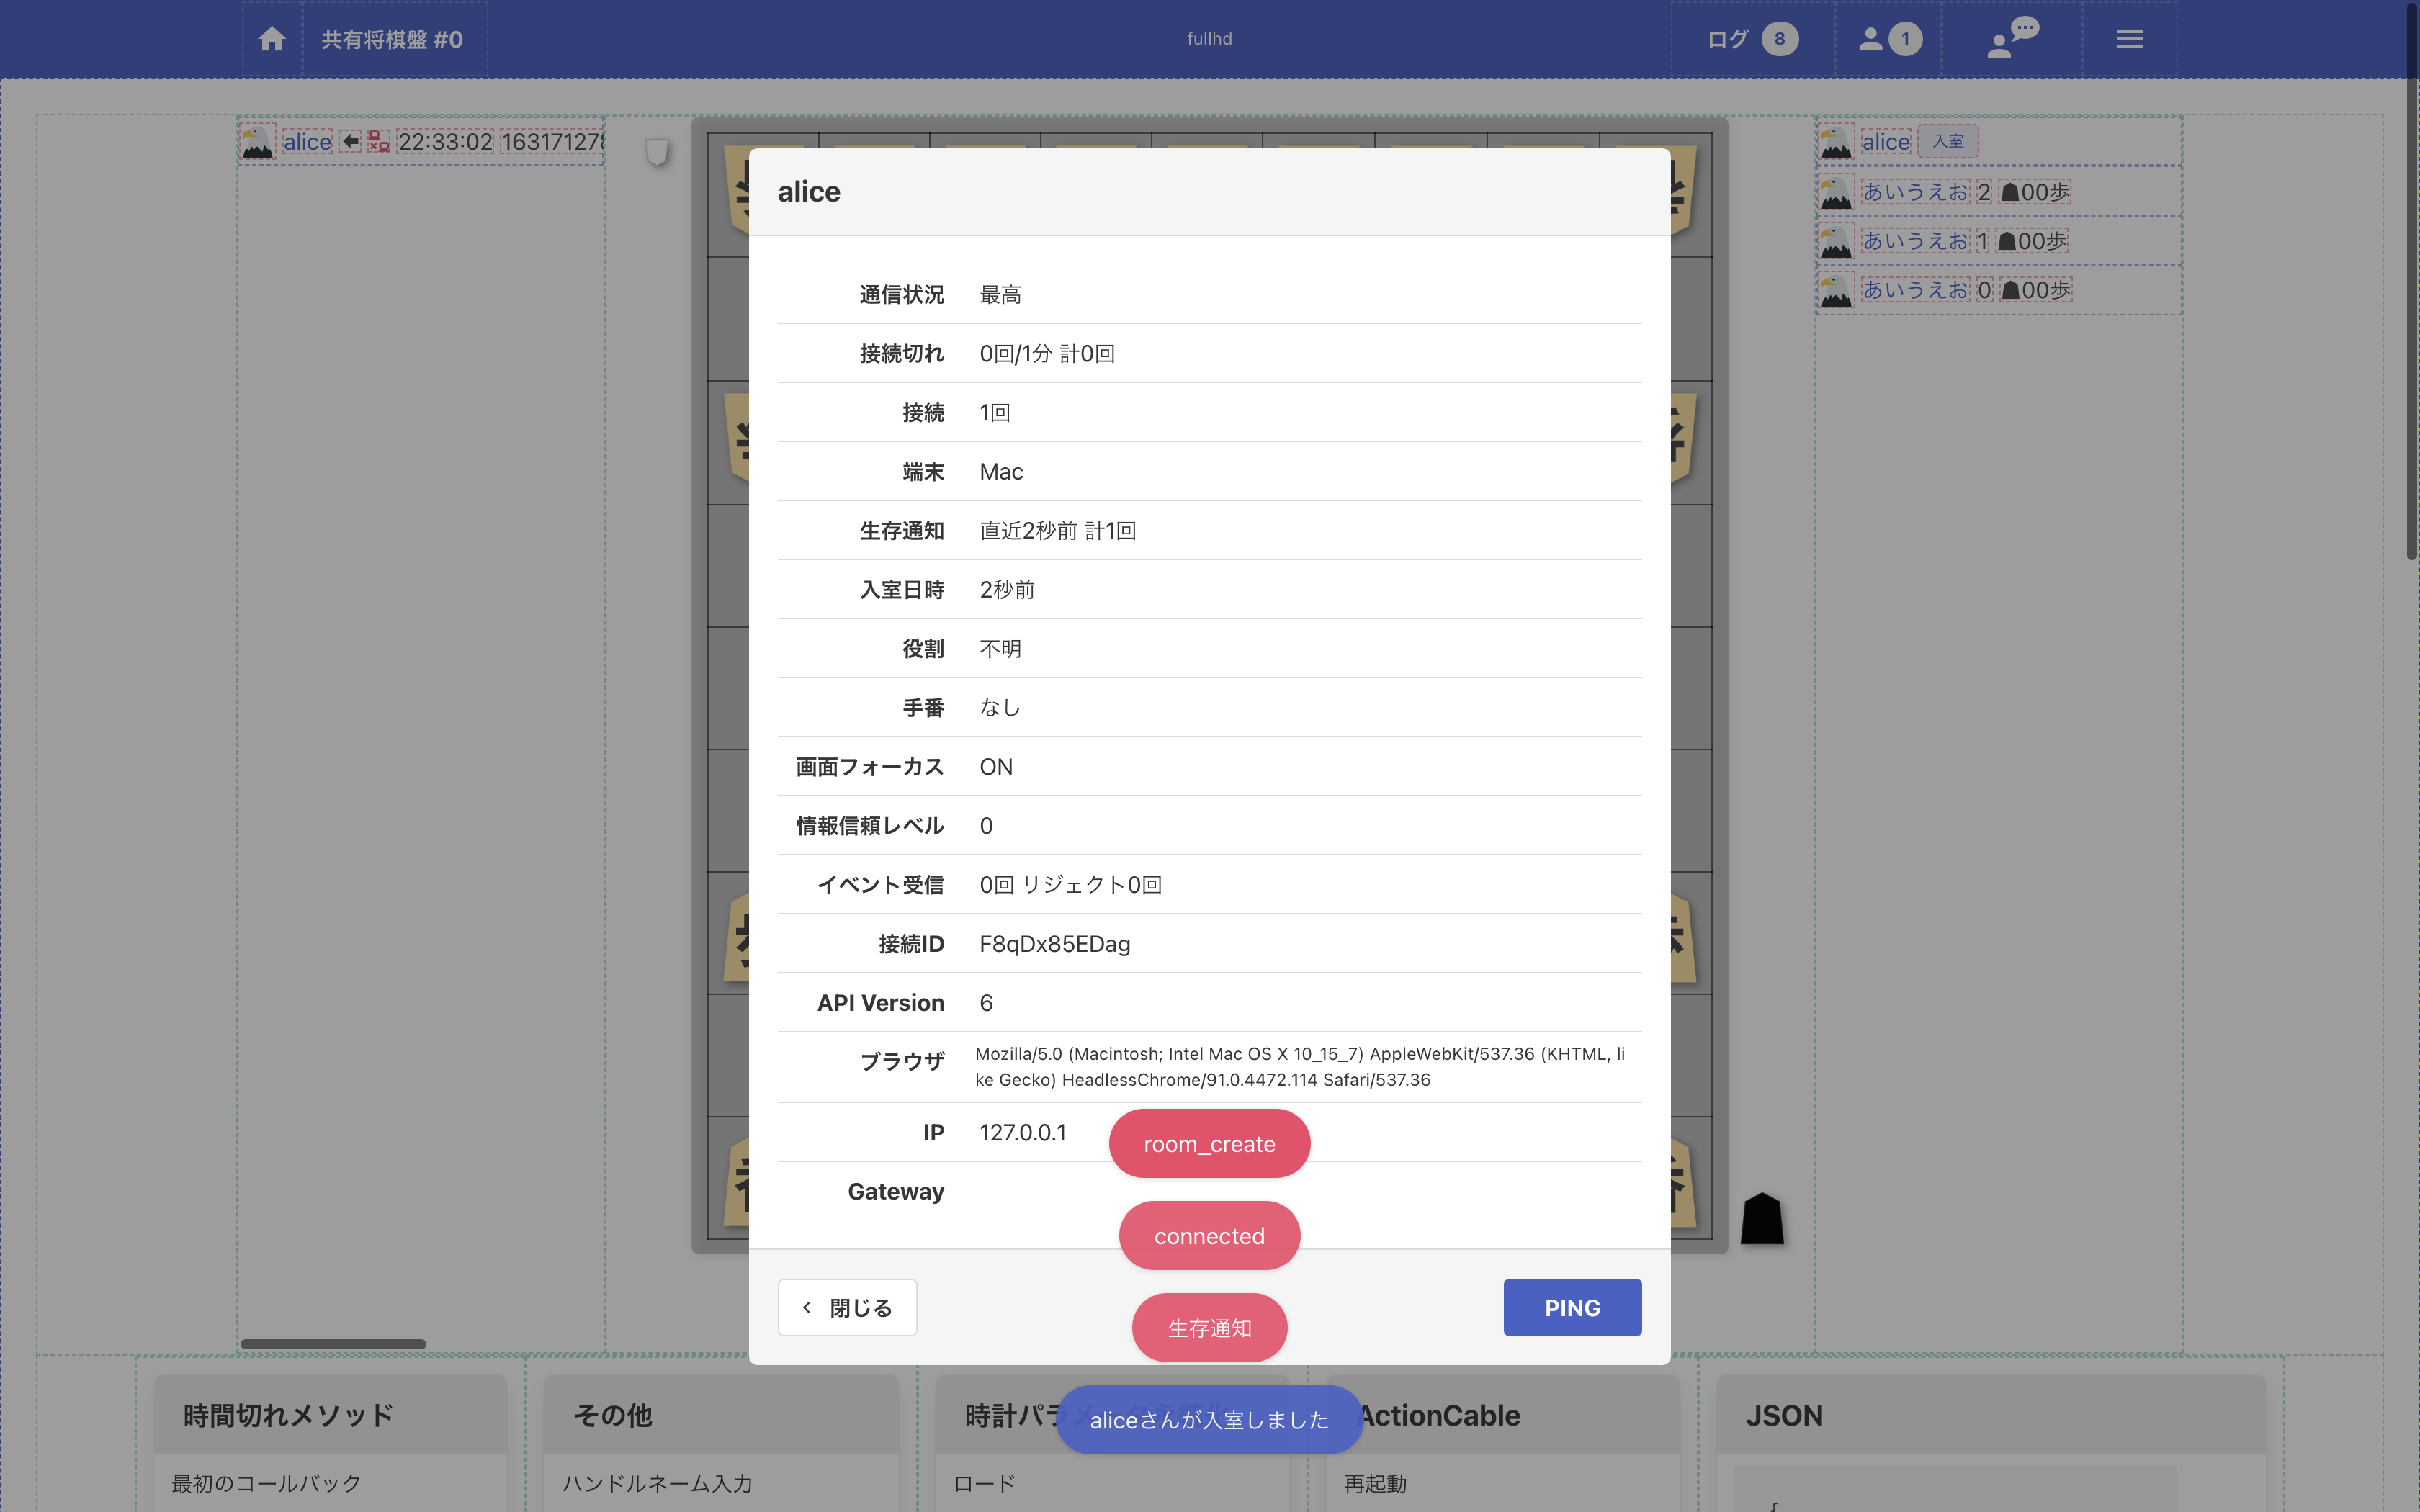 共有将棋盤 #0
fullhd
ログ 8
1
alice 22:33:02 163171278
alice 入室
あいうえお 2 ☗00歩
あいうえお 1 ☗00歩
あいうえお 0 ☗00歩
alice
通信状況 最高
接続切れ 0回/1分 計0回
接続 1回
端末 Mac
生存通知 直近2秒前 計1回
入室日時 2秒前
役割 不明
手番 なし
画面フォーカス ON
情報信頼レベル 0
イベント受信 0回 リジェクト0回
接続ID F8qDx85EDag
API Version 6
ブラウザ Mozilla/5.0 (Macintosh; Intel Mac OS X 10_15_7) AppleWebKit/537.36 (KHTML, li
ke Gecko) HeadlessChrome/91.0.4472.114 Safari/537.36
IP 127.0.0.1
Gateway
room_create
connected
生存通知
aliceさんが入室しました
閉じる
PING
時間切れメソッド
その他
時計パラ
ActionCable
JSON
最初のコールバック
ハンドルネーム入力
ロード
再起動
{